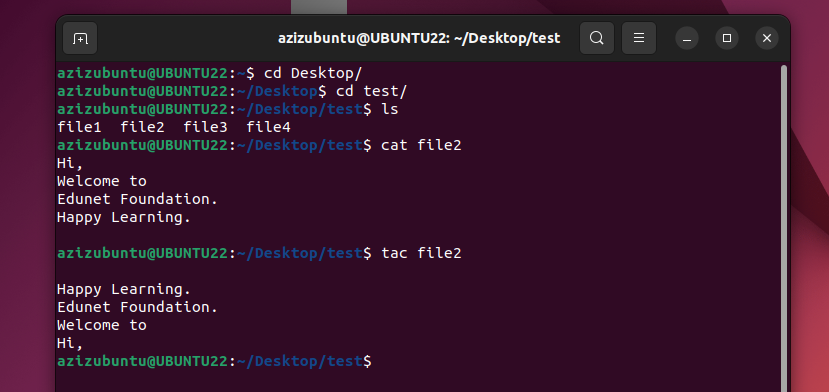 azizubuntu@UBUNTU22: ~/Desktop/test
azizubuntu@UBUNTU22:~$ cd Desktop/
azizubuntu@UBUNTU22:~/Desktop$ cd test/
azizubuntu@UBUNTU22:~/Desktop/test$ ls
file1  file2  file3  file4
azizubuntu@UBUNTU22:~/Desktop/test$ cat file2
Hi,
Welcome to
Edunet Foundation.
Happy Learning.
azizubuntu@UBUNTU22:~/Desktop/test$ tac file2
Happy Learning.
Edunet Foundation.
Welcome to
Hi,
azizubuntu@UBUNTU22:~/Desktop/test$